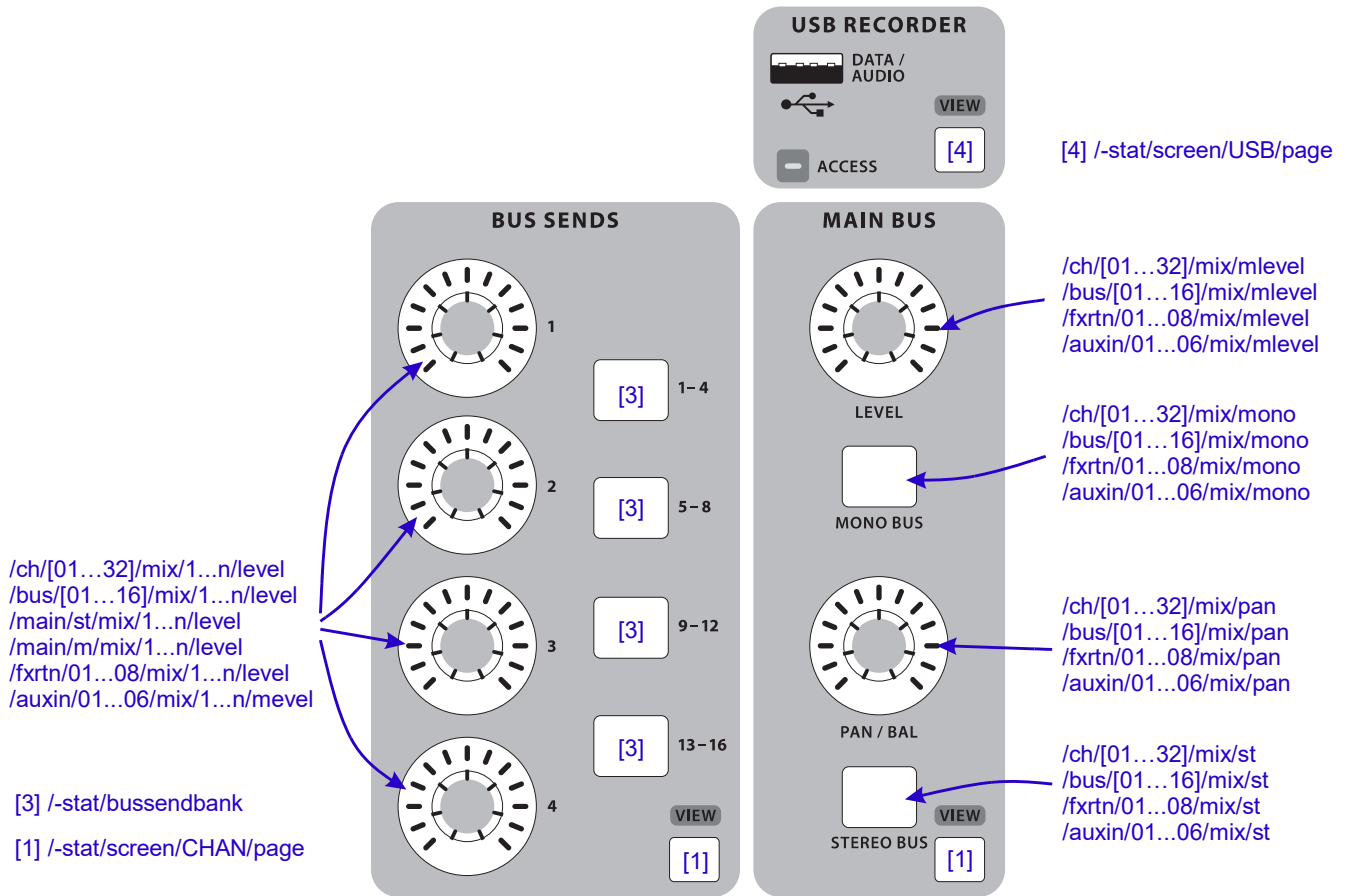 USB RECORDER
DATA /
AUDIO
VIEW
[4]
ACCESS
[4] /-stat/screen/USB/page
BUS SENDS
1
[3]
1–4
2
[3]
5–8
3
[3]
9–12
[3]
13–16
4
VIEW
[1]
/ch/[01…32]/mix/1...n/level
/bus/[01…16]/mix/1...n/level
/main/st/mix/1...n/level
/main/m/mix/1...n/level
/fxrtn/01...08/mix/1...n/level
/auxin/01...06/mix/1...n/mevel
[3] /-stat/bussendbank
[1] /-stat/screen/CHAN/page
MAIN BUS
LEVEL
MONO BUS
PAN / BAL
STEREO BUS
VIEW
[1]
/ch/[01…32]/mix/mlevel
/bus/[01…16]/mix/mlevel
/fxrtn/01...08/mix/mlevel
/auxin/01...06/mix/mlevel
/ch/[01…32]/mix/mono
/bus/[01…16]/mix/mono
/fxrtn/01...08/mix/mono
/auxin/01...06/mix/mono
/ch/[01…32]/mix/pan
/bus/[01…16]/mix/pan
/fxrtn/01...08/mix/pan
/auxin/01...06/mix/pan
/ch/[01…32]/mix/st
/bus/[01…16]/mix/st
/fxrtn/01...08/mix/st
/auxin/01...06/mix/st